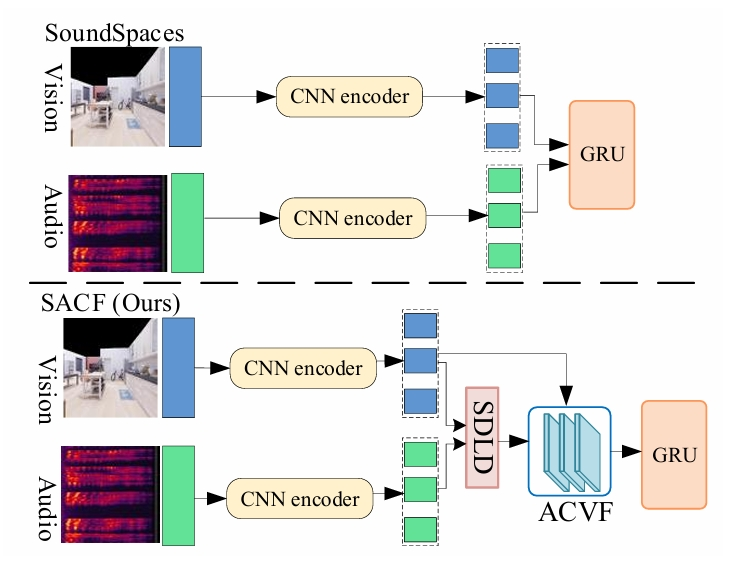 SoundSpaces
Vision
CNN encoder
GRU
Audio
CNN encoder
SACF (Ours)
Vision
CNN encoder
SDLD
ACVF
GRU
Audio
CNN encoder